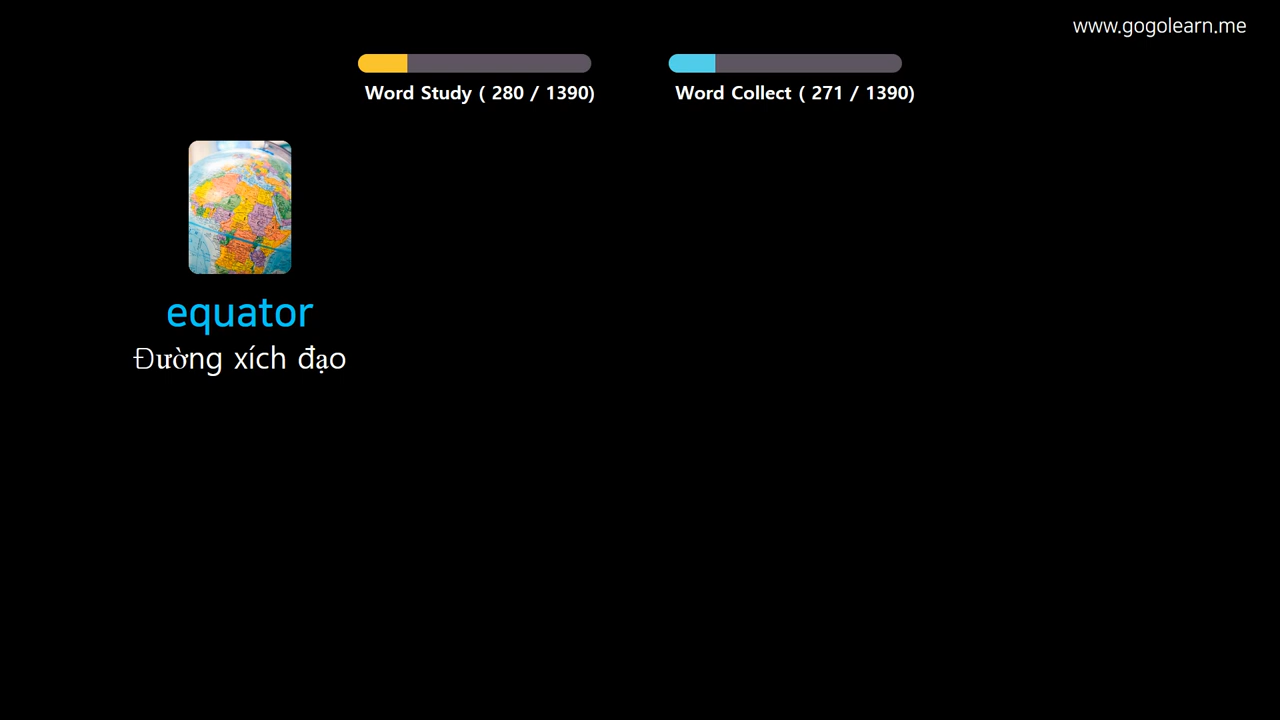 www.gogolearn.me
Word Study ( 280 / 1390)
Word Collect ( 271 / 1390)
equator
Đường xích đạo